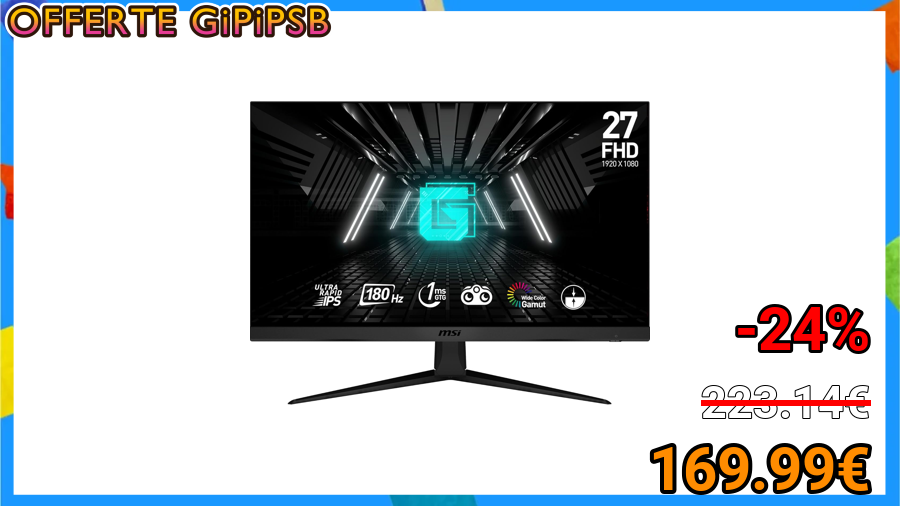 OFFERTE GiPiPSB
27
FHD
1920 X 1080
ULTRA
RAPID
IPS
180Hz
1ms
GTG
Wide Color
Gamut
msi
-24%
223.14€
169.99€